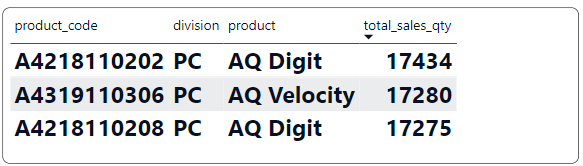 product_code division product total_sales_qty
A4218110202 PC AQ Digit 17434
A4319110306 PC AQ Velocity 17280
A4218110208 PC AQ Digit 17275